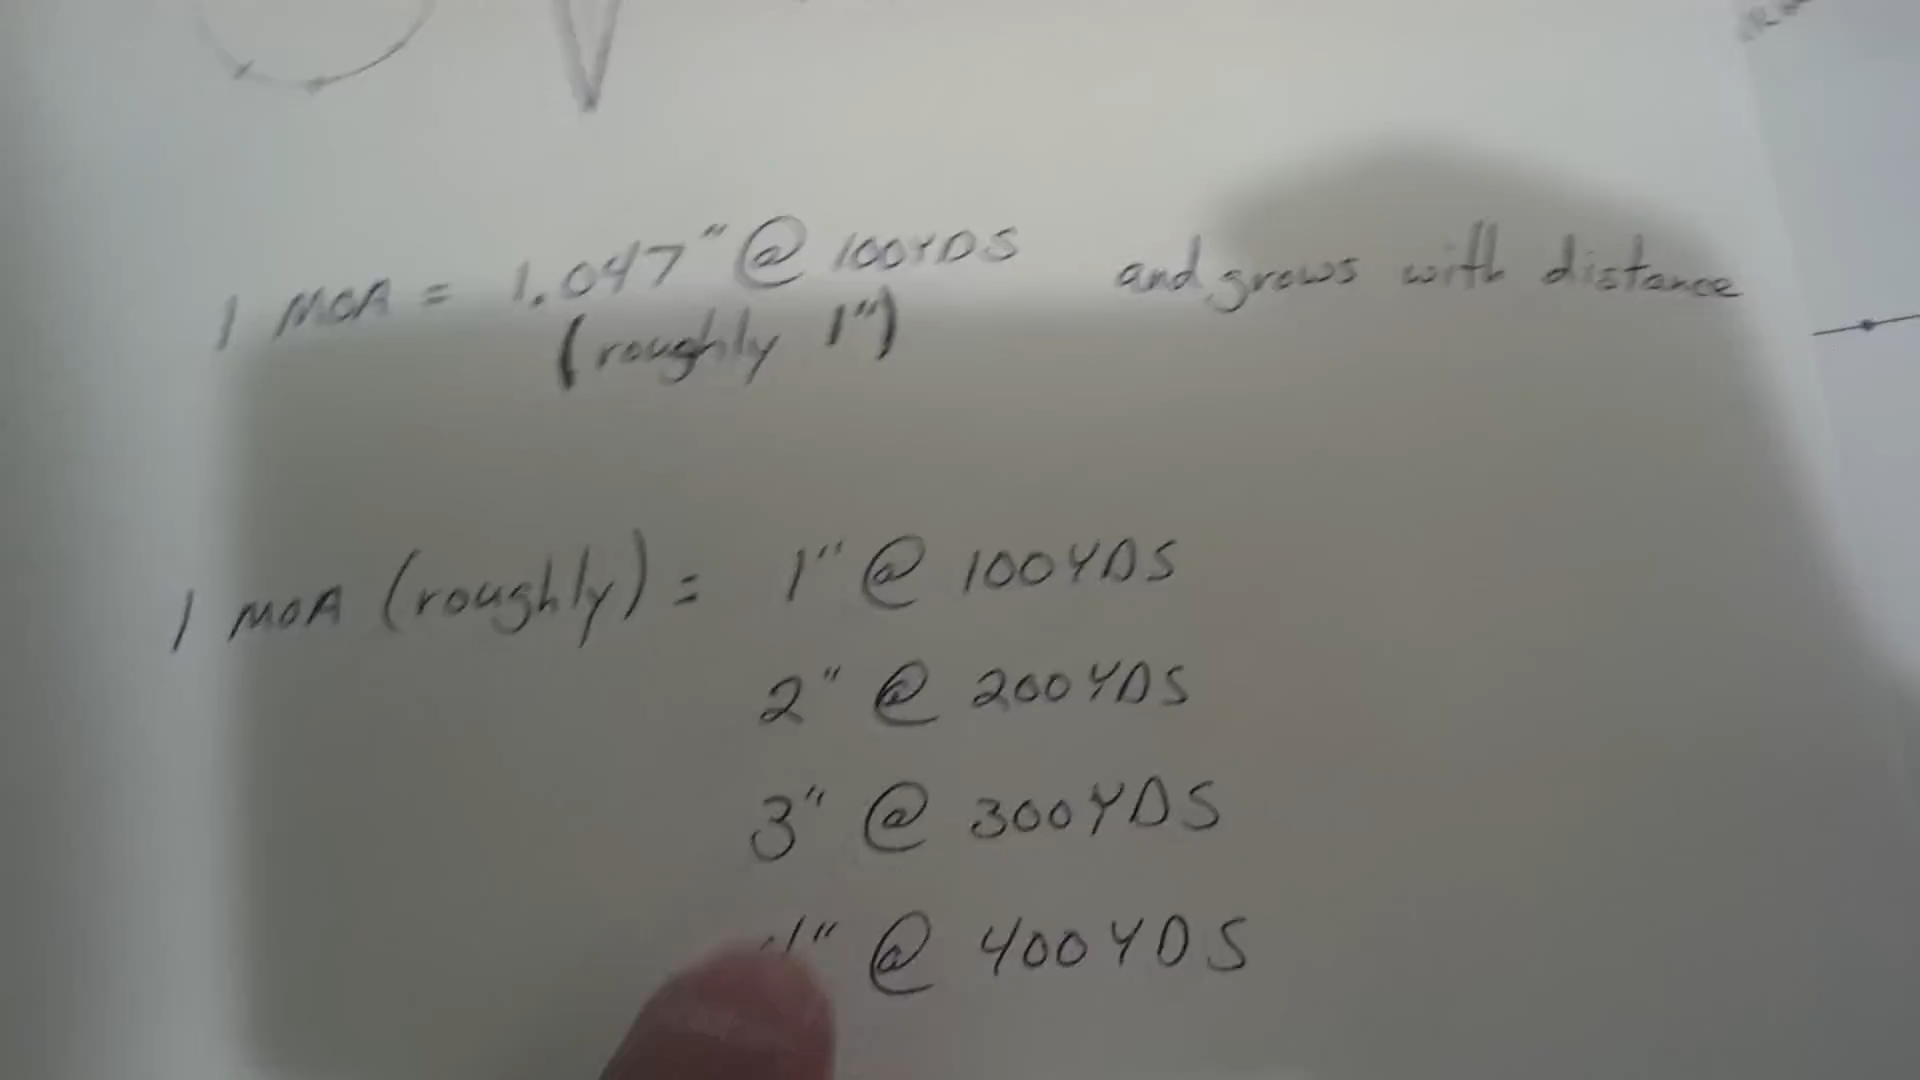 1 MOA = 1.047" @ 100YDS and grows with distance
(roughly 1")
1 MOA (roughly) = 1" @ 100YDS
2" @ 200YDS
3" @ 300YDS
4" @ 400YDS